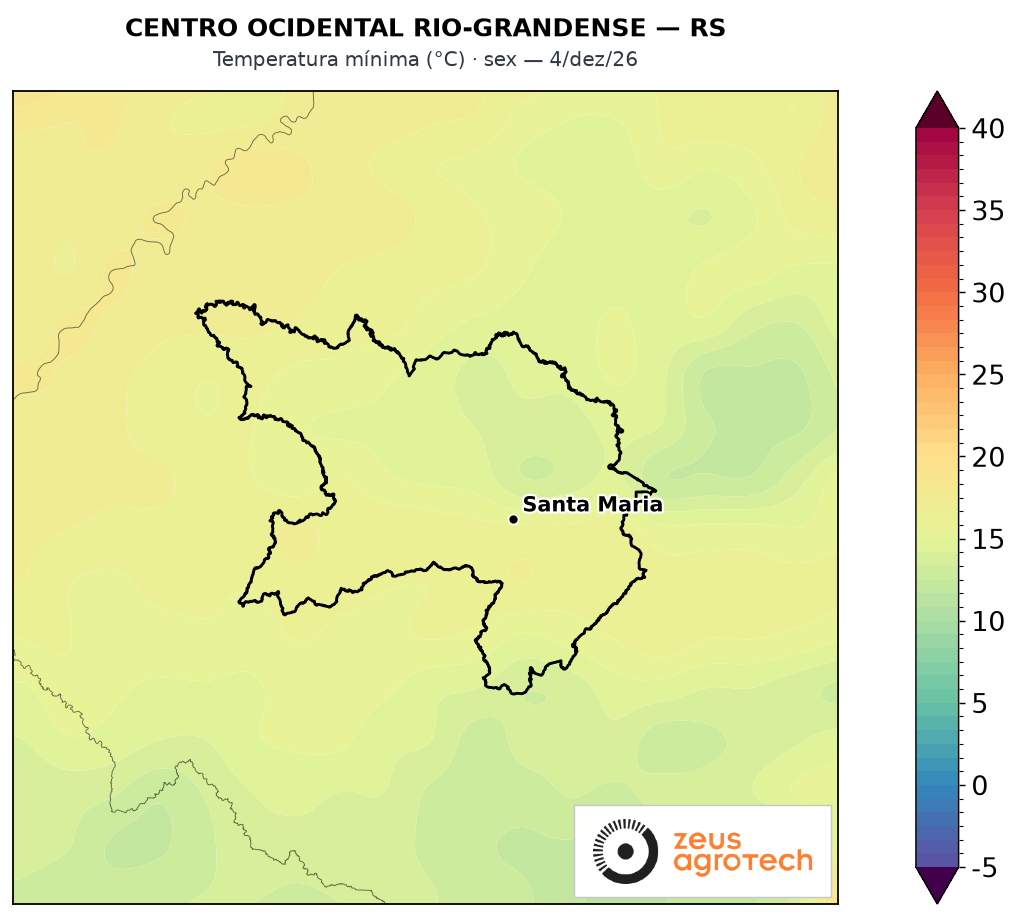 CENTRO OCIDENTAL RIO-GRANDENSE — RS
Temperatura mínima (°C) · sex — 4/dez/26
40
35
30
25
20
15
10
5
0
-5
Santa Maria
zeus
agrotech